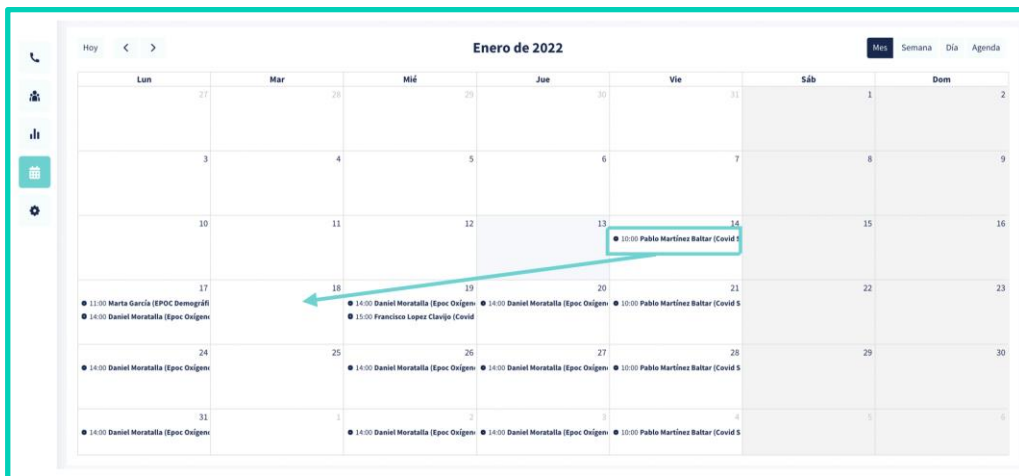 Hoy Enero de 2022 Mes Semana Día Agenda
Lun Mar Mié Jue Vie Sáb Dom
27 28 29 30 31 1 2
3 4 5 6 7 8 9
10 11 12 13 14 15 16
10:00 Pablo Martínez Baltar (Covid S
17 18 19 20 21 22 23
11:00 Marta García (EPOC Demográfi 14:00 Daniel Moratalla (Epoc Oxígen 14:00 Daniel Moratalla (Epoc Oxígen 10:00 Pablo Martínez Baltar (Covid S
14:00 Daniel Moratalla (Epoc Oxígen 15:00 Francisco Lopez Clavijo (Covid
24 25 26 27 28 29 30
14:00 Daniel Moratalla (Epoc Oxígen 14:00 Daniel Moratalla (Epoc Oxígen 14:00 Daniel Moratalla (Epoc Oxígen 10:00 Pablo Martínez Baltar (Covid S
31 1 2 3 4 5 6
14:00 Daniel Moratalla (Epoc Oxígen 14:00 Daniel Moratalla (Epoc Oxígen 14:00 Daniel Moratalla (Epoc Oxígen 10:00 Pablo Martínez Baltar (Covid S